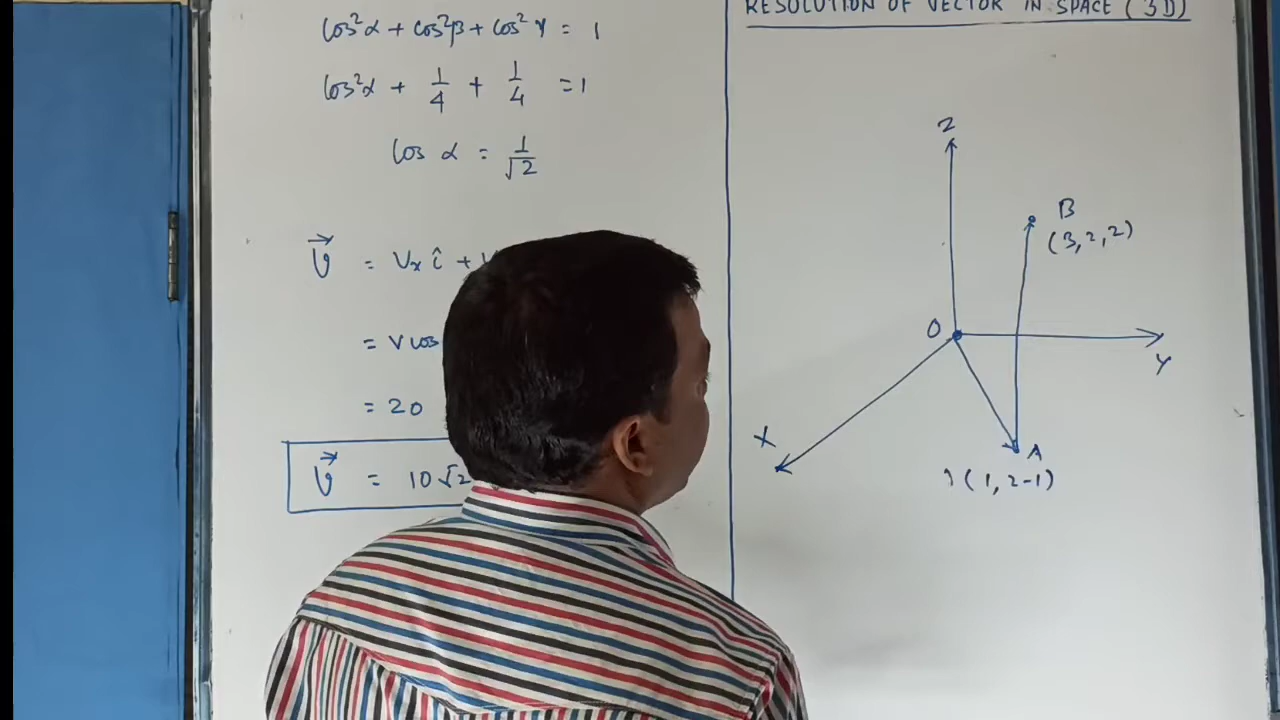 cos²α + cos²β + cos²γ = 1
cos²α + 1/4 + 1/4 = 1
cos α = 1/√2
V⃗ = Vx î +
= V cos
= 20
V⃗ = 10√2
RESOLUTION OF VECTOR IN SPACE (3D)
Z
B
(3,2,2)
O
Y
X
A
(1,2-1)